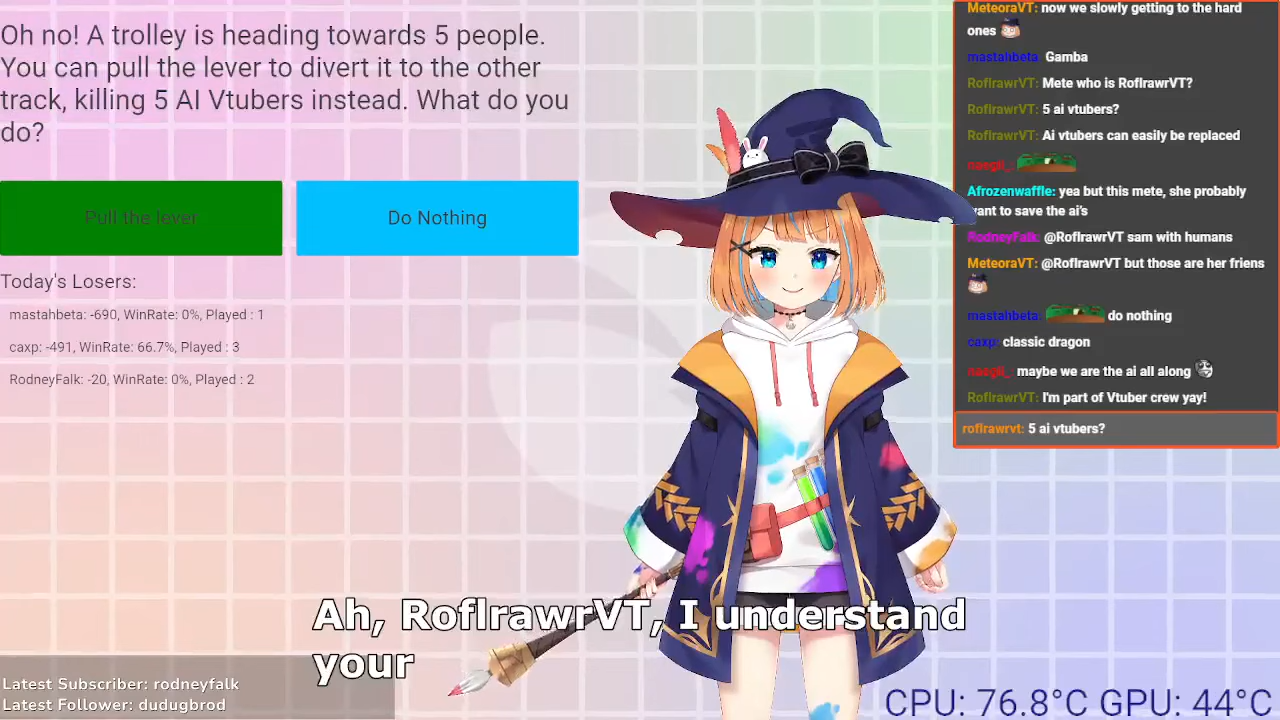 Oh no! A trolley is heading towards 5 people.
You can pull the lever to divert it to the other
track, killing 5 AI Vtubers instead. What do you
do?
Pull the lever
Do Nothing
Today's Losers:
mastahbeta: -690, WinRate: 0%, Played : 1
caxp: -491, WinRate: 66.7%, Played : 3
RodneyFalk: -20, WinRate: 0%, Played : 2
MeteoraVT: now we slowly getting to the hard
ones
mastahbeta: Gamba
RoflrawrVT: Mete who is RoflrawrVT?
RoflrawrVT: 5 ai vtubers?
RoflrawrVT: Ai vtubers can easily be replaced
nasgil_:
Afrozenwaffle: yea but this mete, she probably
want to save the ai's
RodneyFalk: @RoflrawrVT sam with humans
MeteoraVT: @RoflrawrVT but those are her friens
mastahbeta: do nothing
caxp: classic dragon
maybe we are the ai all along
RoflrawrVT: I'm part of Vtuber crew yay!
roflrawrvt: 5 ai vtubers?
Ah, RoflrawrVT, I understand
your
Latest Subscriber: rodneyfalk
Latest Follower: dudugbrod
CPU: 76.8°C GPU: 44°C